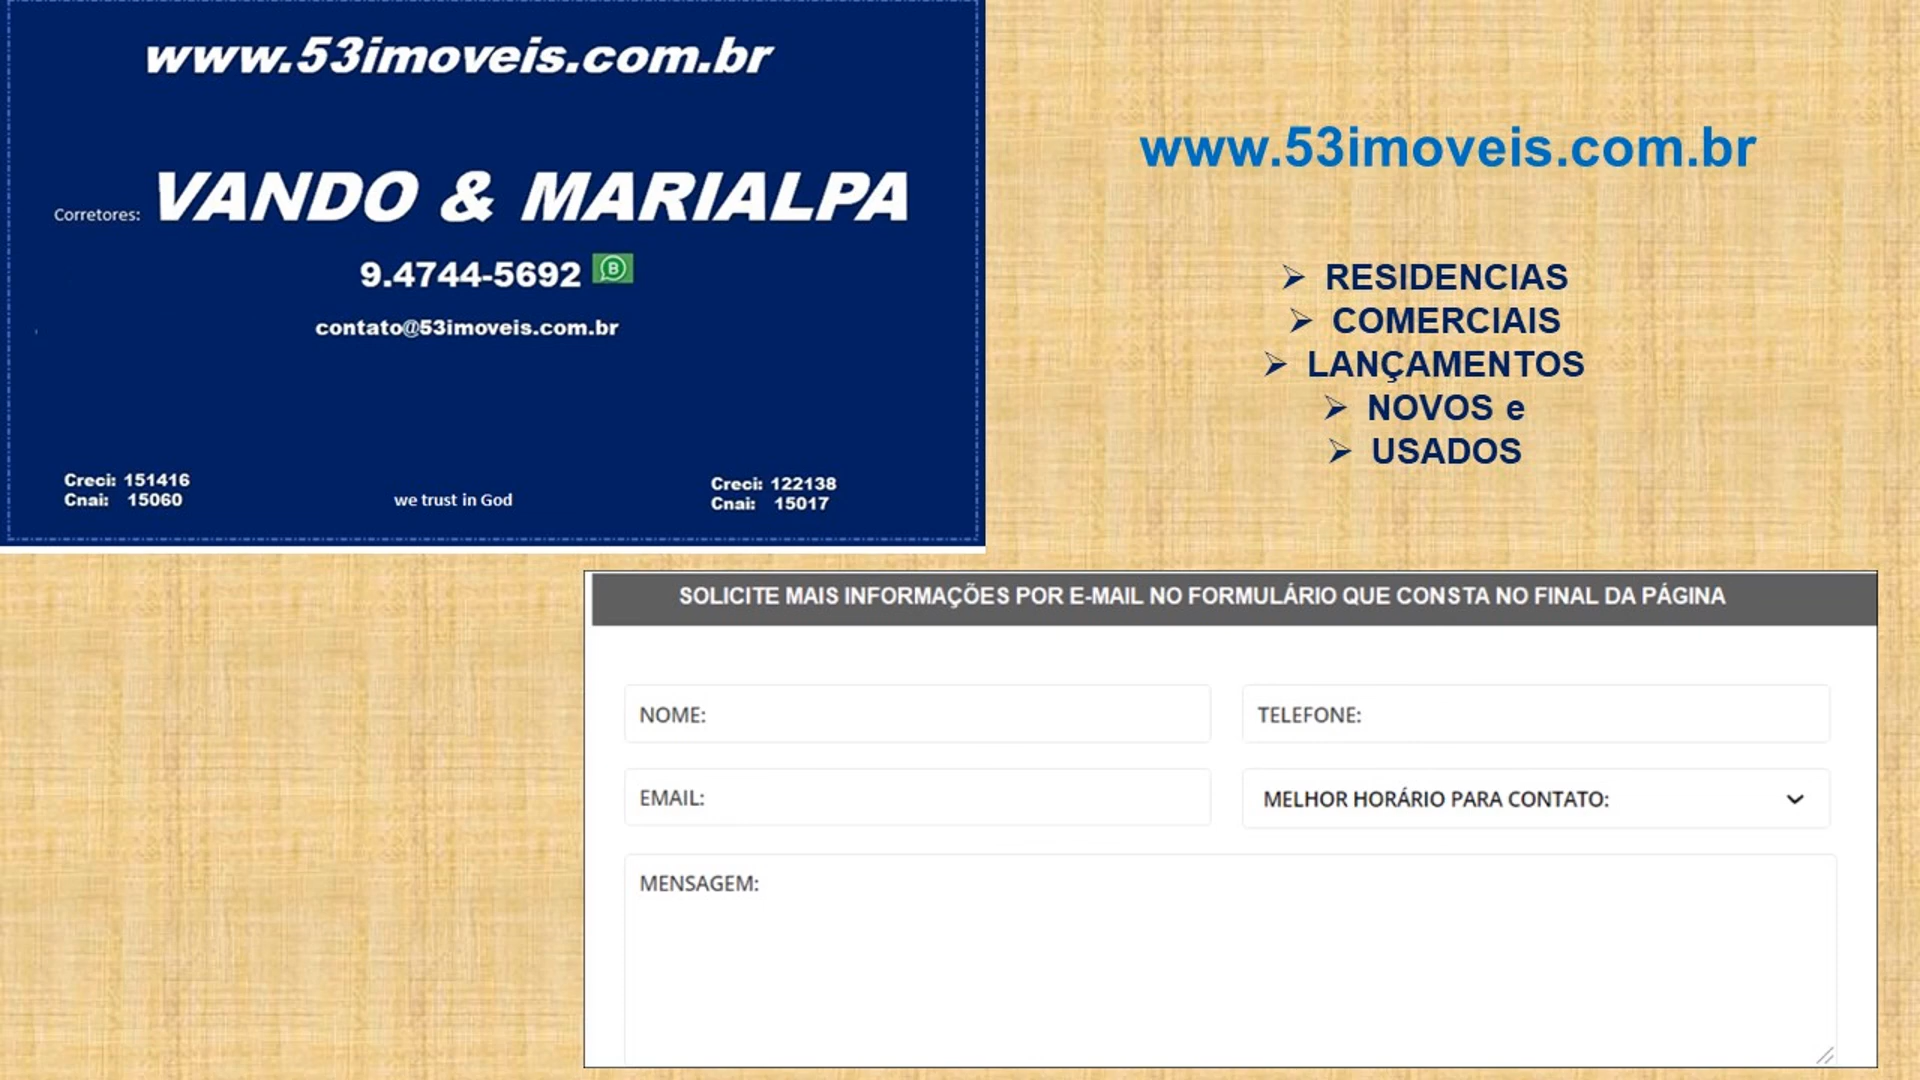 www.53imoveis.com.br
Corretores: VANDO & MARIALPA
9.4744-5692
contato@53imoveis.com.br
Creci: 151416
Cnai: 15060
we trust in God
Creci: 122138
Cnai: 15017
www.53imoveis.com.br
➢ RESIDENCIAS
➢ COMERCIAIS
➢ LANÇAMENTOS
➢ NOVOS e
➢ USADOS
SOLICITE MAIS INFORMAÇÕES POR E-MAIL NO FORMULÁRIO QUE CONSTA NO FINAL DA PÁGINA
NOME:
TELEFONE:
EMAIL:
MELHOR HORÁRIO PARA CONTATO:
MENSAGEM: